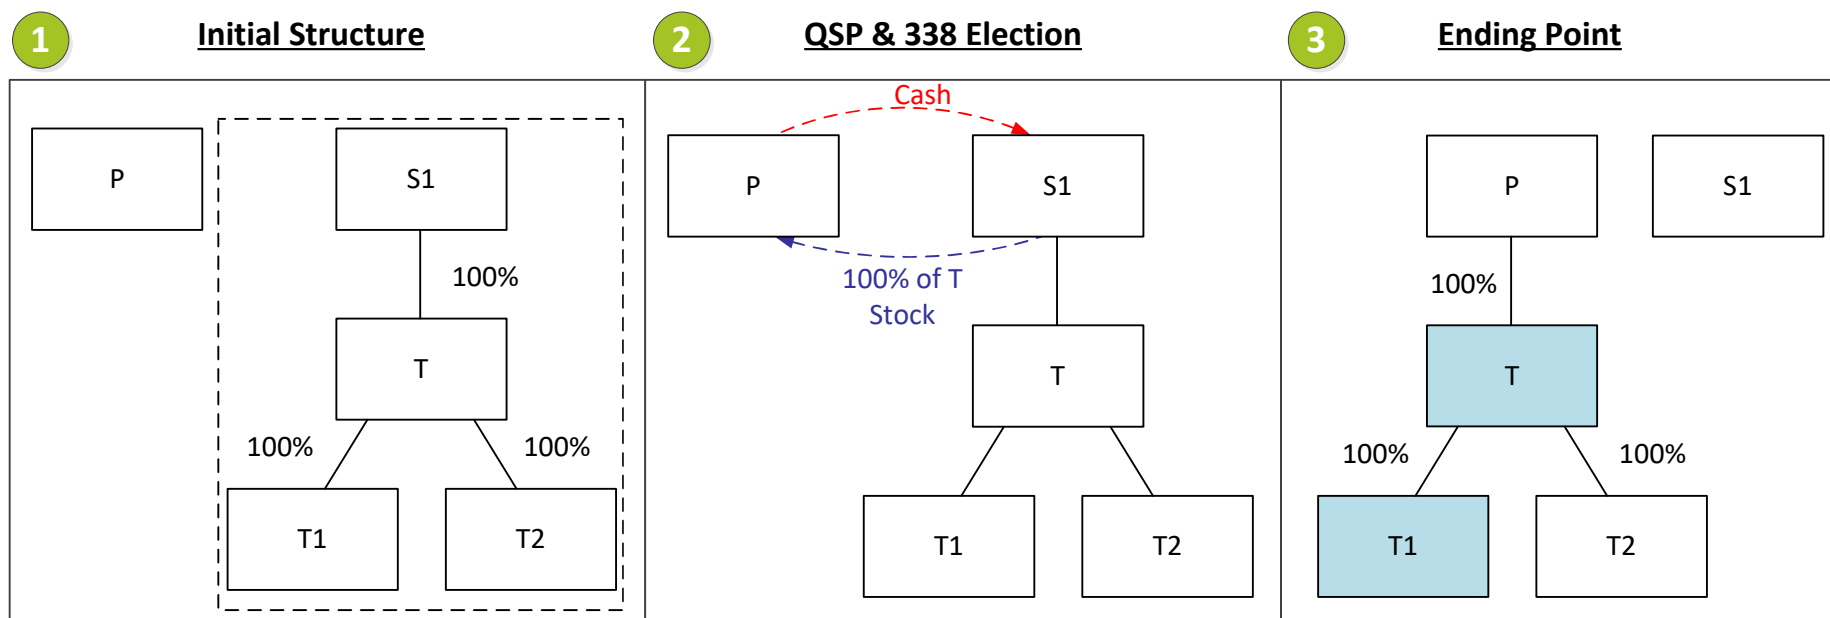 1
Initial Structure
P
S1
100%
T
100%
100%
T1
T2
2
QSP & 338 Election
Cash
P
S1
100% of T
Stock
T
T1
T2
3
Ending Point
P
S1
100%
T
100%
100%
T1
T2